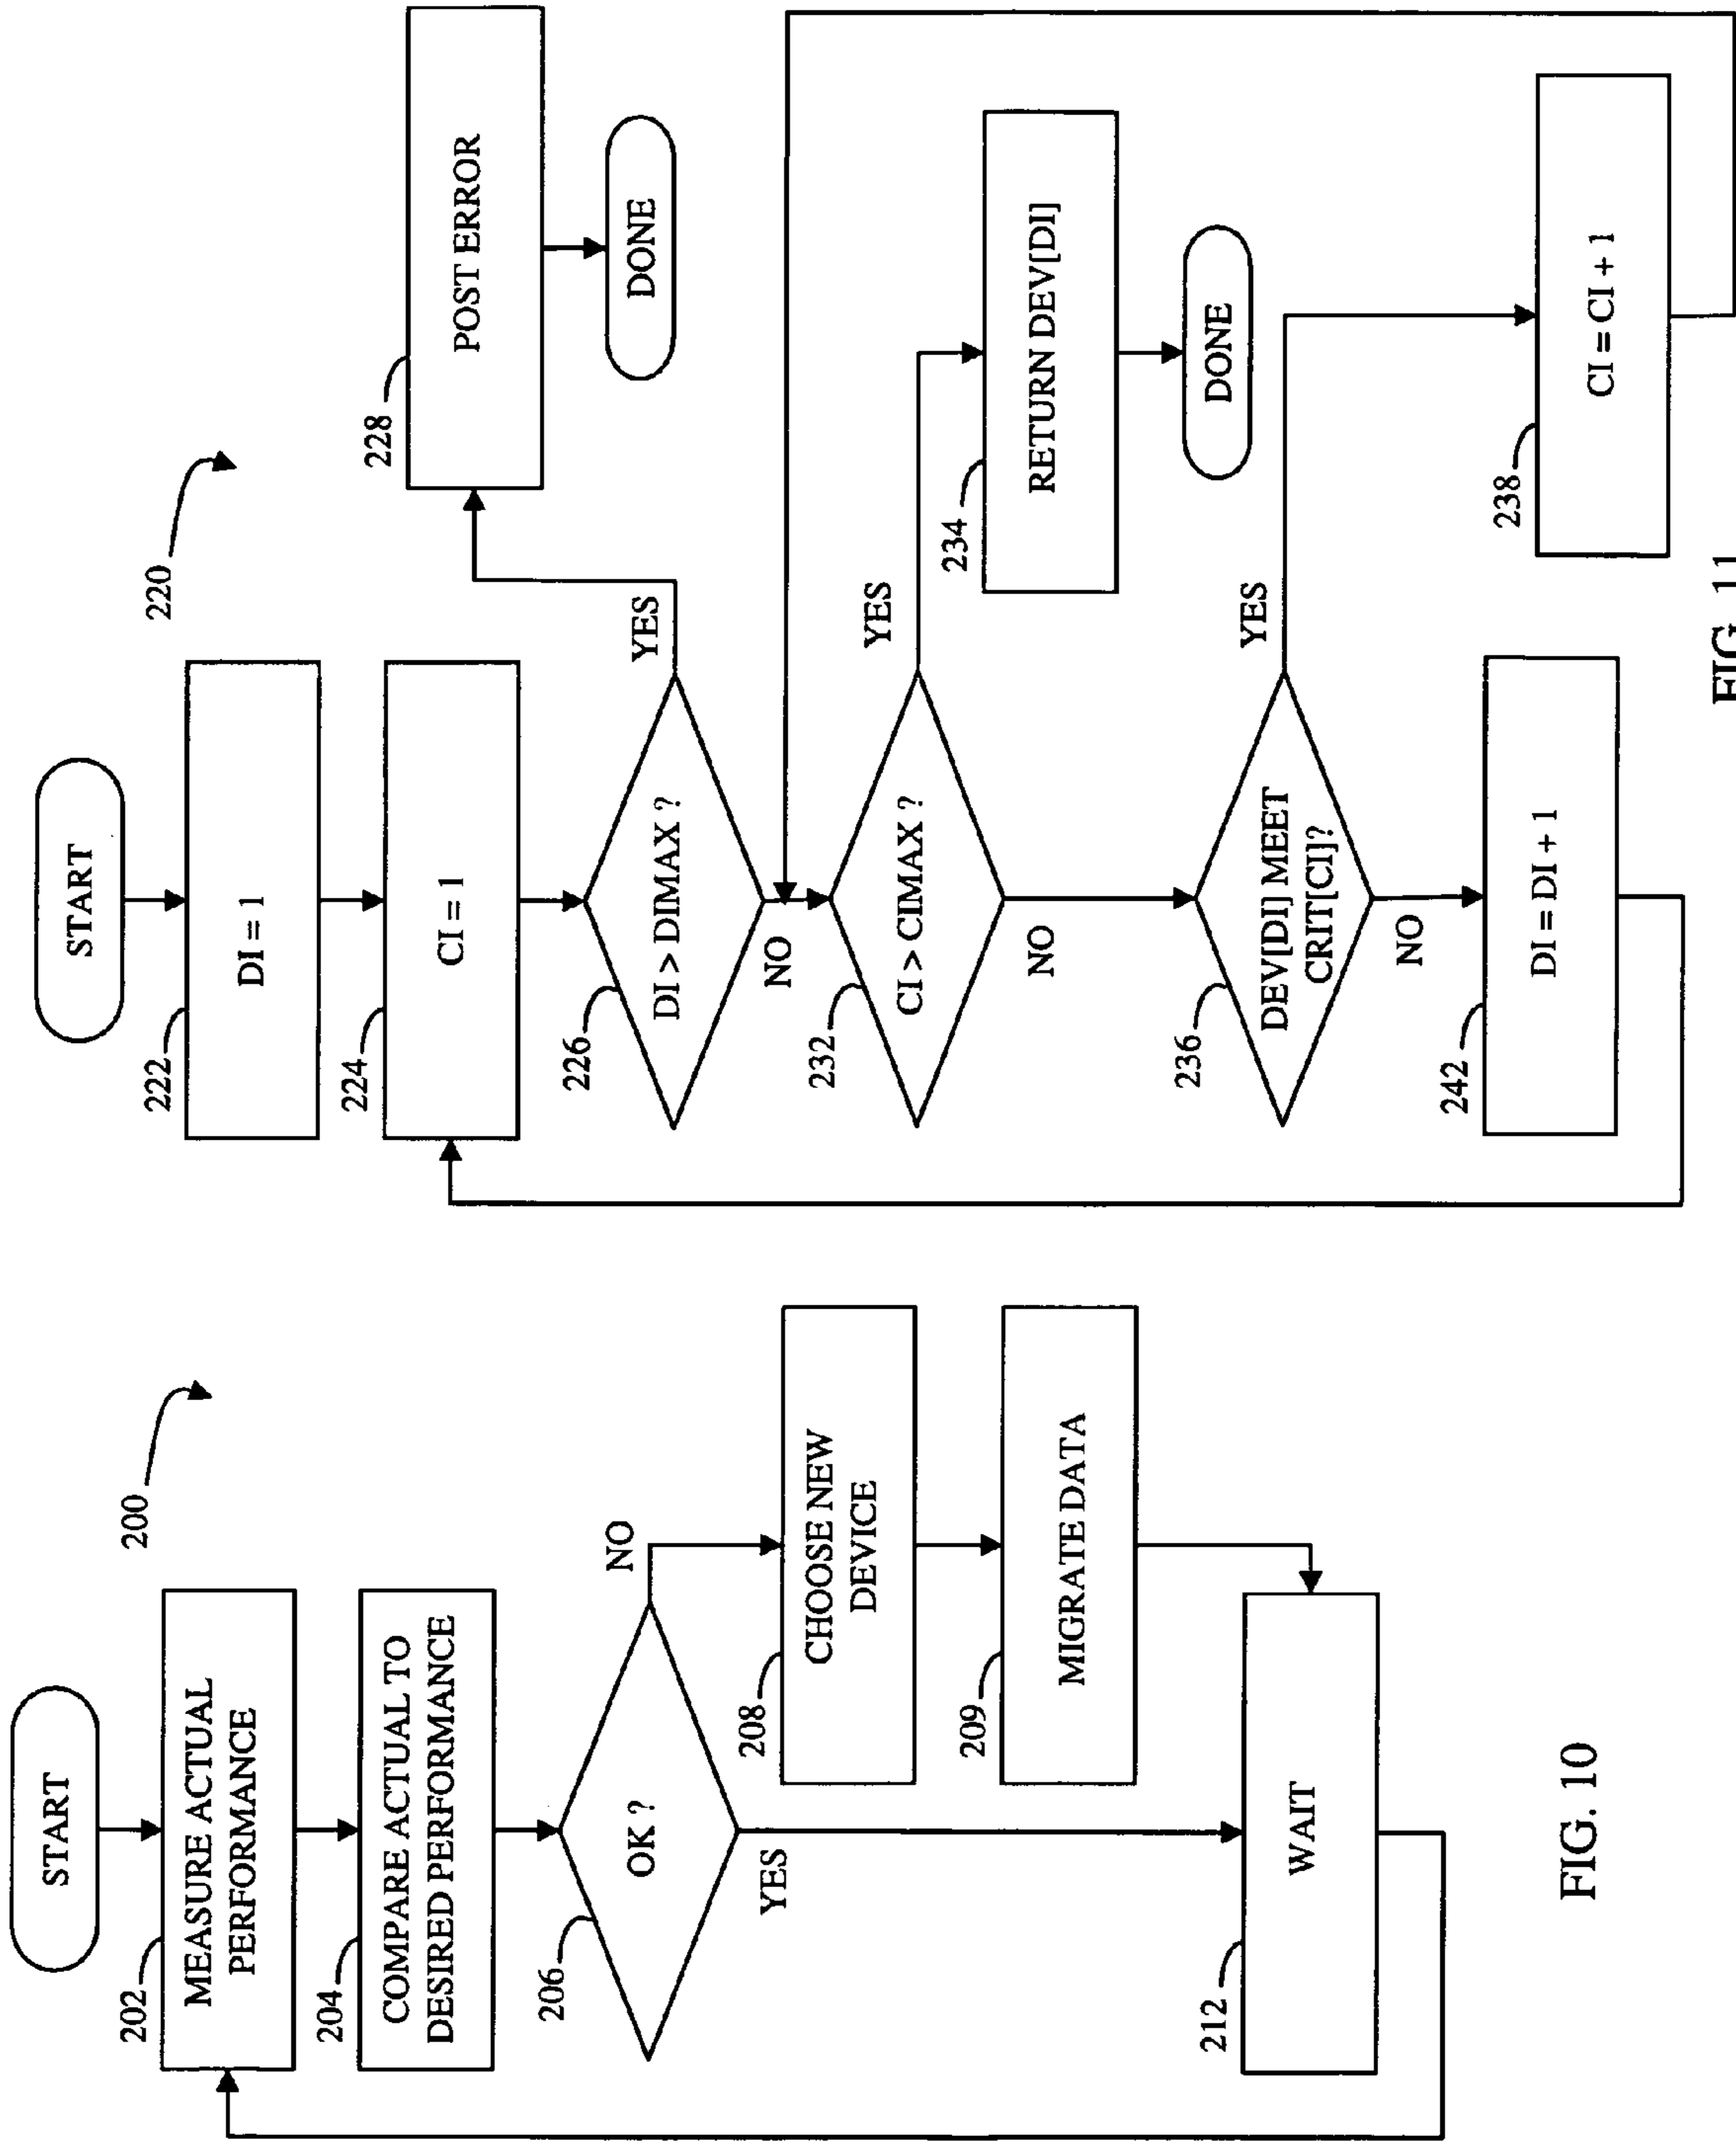 200
START
202
MEASURE ACTUAL
PERFORMANCE
204
COMPARE ACTUAL TO
DESIRED PERFORMANCE
206
OK ?
NO
YES
208
CHOOSE NEW
DEVICE
209
MIGRATE DATA
212
WAIT
FIG. 10
220
START
222
DI = 1
224
CI = 1
226
DI > DIMAX ?
YES
NO
228
POST ERROR
DONE
232
CI > CIMAX ?
YES
NO
234
RETURN DEV[DI]
DONE
236
DEV[DI] MEET
CRIT[CI]?
YES
NO
238
CI = CI + 1
242
DI = DI + 1
FIG. 11